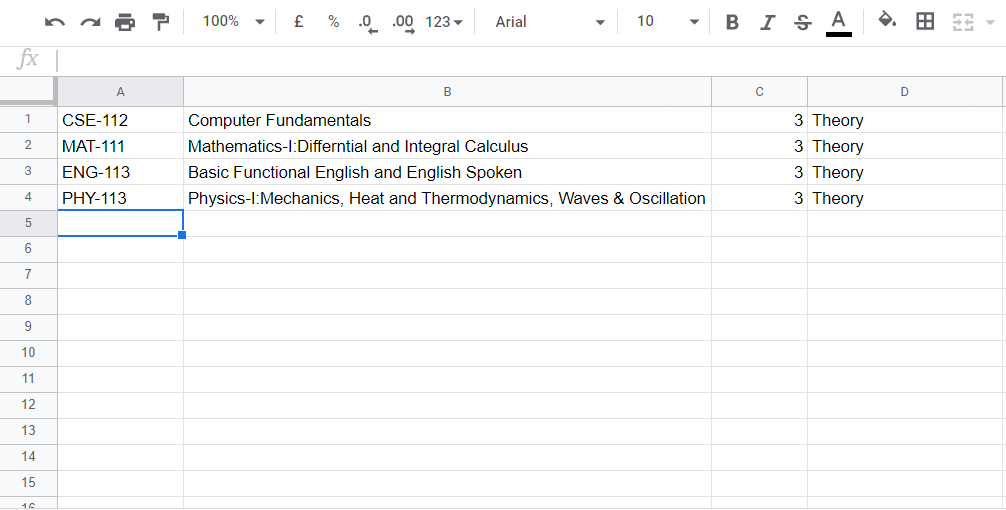 100% £ % .0 .00 123 Arial 10 B I S A
fx
A B C D
1 CSE-112 Computer Fundamentals 3 Theory
2 MAT-111 Mathematics-I:Differntial and Integral Calculus 3 Theory
3 ENG-113 Basic Functional English and English Spoken 3 Theory
4 PHY-113 Physics-I:Mechanics, Heat and Thermodynamics, Waves & Oscillation 3 Theory
5
6
7
8
9
10
11
12
13
14
15
16